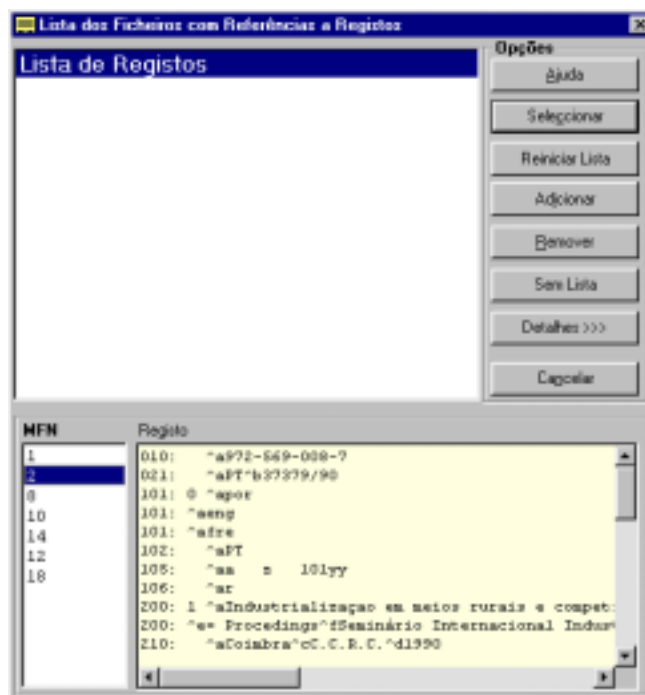 Lista dos Ficheiros com Referências a Registos
Lista de Registos
Opções
Ajuda
Seleccionar
Reiniciar Lista
Adicionar
Remover
Sem Lista
Detalhes >>>
Cancelar
MFN
1
2
8
10
14
12
18
Registo
010: ^a972-569-008-7
021: ^aPT^b37379/90
101: 0 ^apor
101: ^aeng
101: ^afre
102: ^aPT
105: ^aa z 101yy
106: ^ar
200: 1 ^aIndustrializaçao em meios rurais e competi
200: ^e= Procedings^fSeminário Internacional Indus
210: ^aCoimbra^cC.C.R.C.^d1990